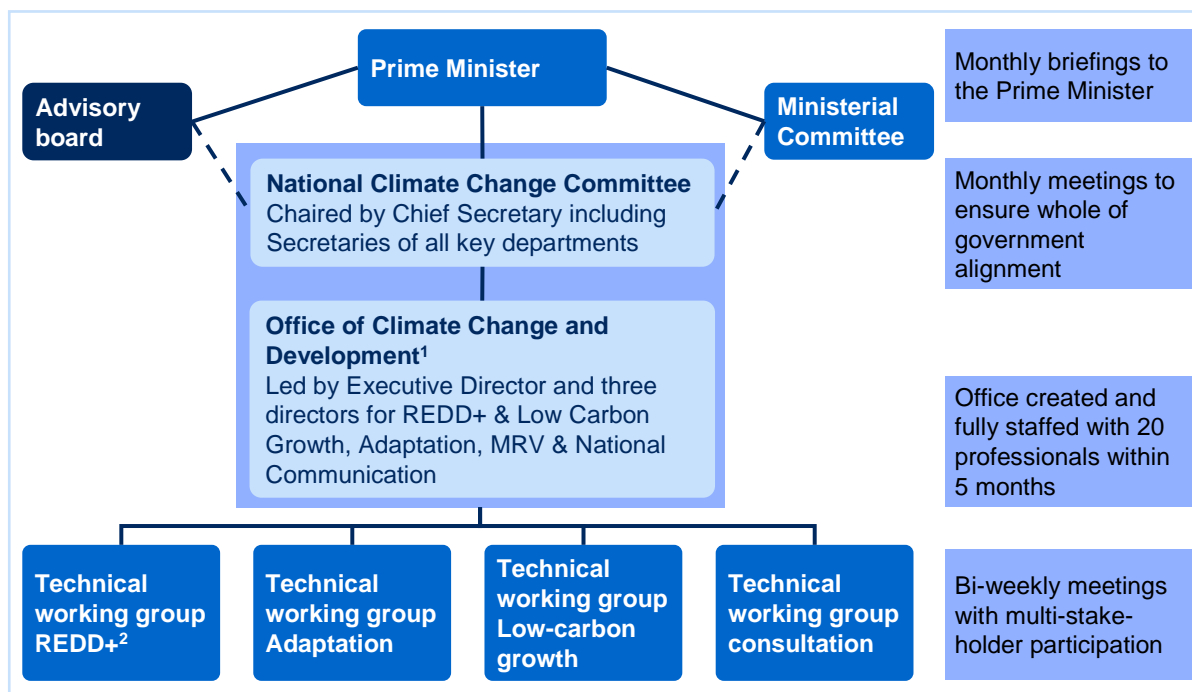 Prime Minister
Advisory
board
Ministerial
Committee
Monthly briefings to
the Prime Minister
National Climate Change Committee
Chaired by Chief Secretary including
Secretaries of all key departments
Monthly meetings to
ensure whole of
government
alignment
Office of Climate Change and
Development¹
Led by Executive Director and three
directors for REDD+ & Low Carbon
Growth, Adaptation, MRV & National
Communication
Office created and
fully staffed with 20
professionals within
5 months
Technical
working group
REDD+²
Technical
working group
Adaptation
Technical
working group
Low-carbon
growth
Technical
working group
consultation
Bi-weekly meetings
with multi-stake-
holder participation